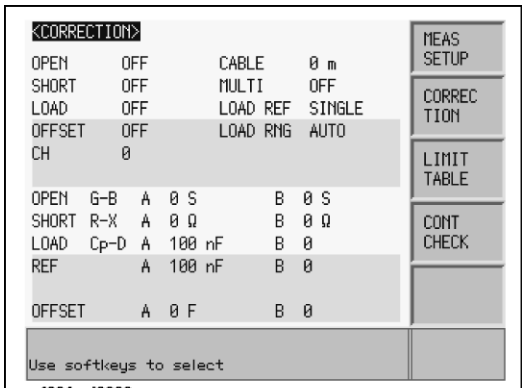 <CORRECTION>
OPEN OFF CABLE 0 m
SHORT OFF MULTI OFF
LOAD OFF LOAD REF SINGLE
OFFSET OFF LOAD RNG AUTO
CH 0
OPEN G-B A 0 S B 0 S
SHORT R-X A 0 Ω B 0 Ω
LOAD Cp-D A 100 nF B 0
REF A 100 nF B 0
OFFSET A 0 F B 0
Use softkeys to select
MEAS
SETUP
CORREC
TION
LIMIT
TABLE
CONT
CHECK